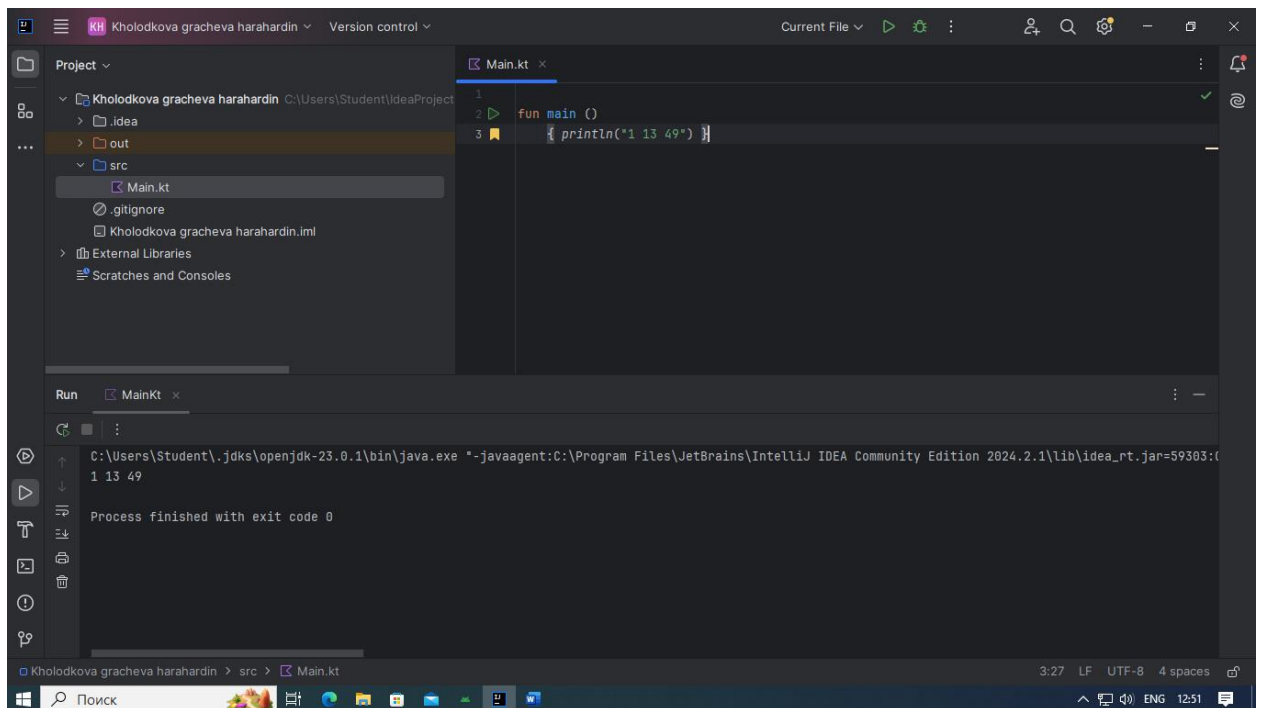 KH Kholodkova gracheva harahardin Version control Current File
Project
Main.kt
Kholodkova gracheva harahardin C:\Users\Student\IdeaProject
.idea
out
src
Main.kt
.gitignore
Kholodkova gracheva harahardin.iml
External Libraries
Scratches and Consoles
1
2 fun main ()
3 { println("1 13 49") }
Run MainKt
C:\Users\Student\.jdks\openjdk-23.0.1\bin\java.exe "-javaagent:C:\Program Files\JetBrains\IntelliJ IDEA Community Edition 2024.2.1\lib\idea_rt.jar=59303:
1 13 49
Process finished with exit code 0
Kholodkova gracheva harahardin > src > Main.kt 3:27 LF UTF-8 4 spaces
Поиск ENG 12:51